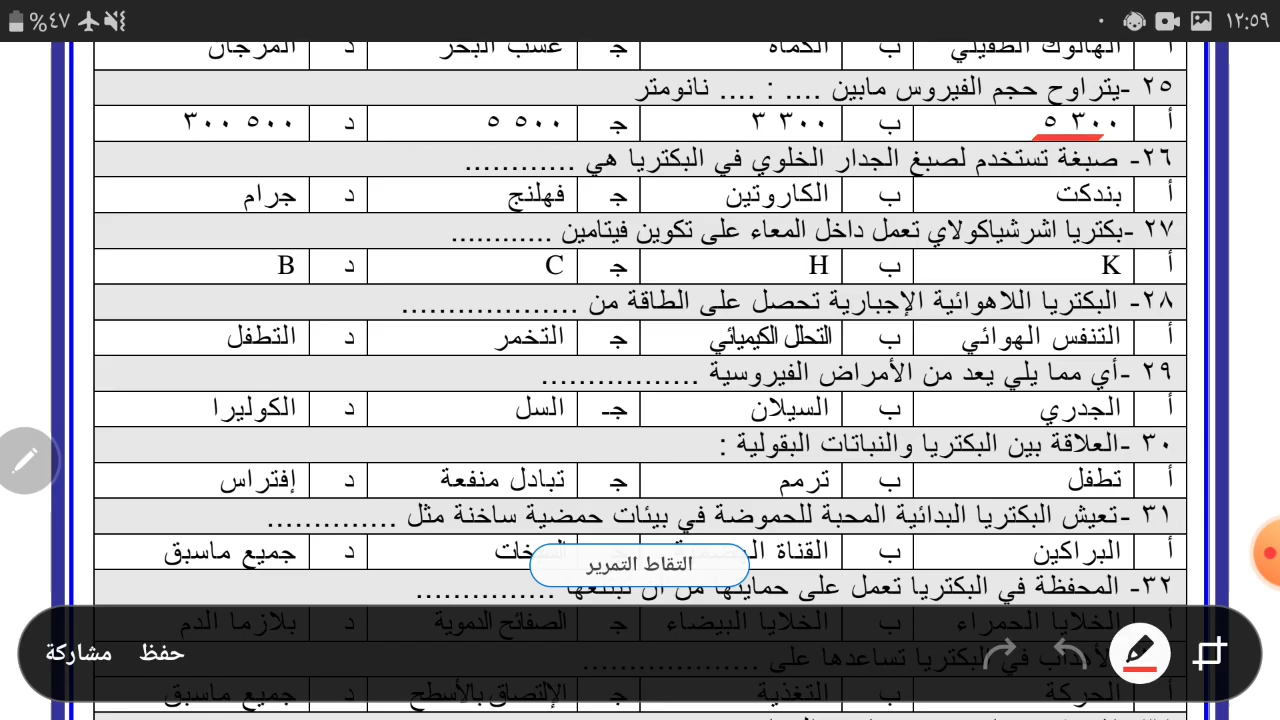 ١٢:٥٩ %٤٧
أ الهالوك الطفيلي ب الكمأة جـ عشب البحر د المرجان
٢٥ -يتراوح حجم الفيروس مابين .... : .... نانومتر
أ ٣٠٠ ٥ ب ٣٠٠ ٣ جـ ٥٠٠ ٥ د ٥٠٠ ٣٠٠
٢٦- صبغة تستخدم لصبغ الجدار الخلوي في البكتريا هي ............
أ بندكت ب الكاروتين جـ فهلنج د جرام
٢٧ -بكتريا اشرشياكولاي تعمل داخل المعاء على تكوين فيتامين ............
أ K ب H جـ C د B
٢٨- البكتريا اللاهوائية الإجبارية تحصل على الطاقة من ...................
أ التنفس الهوائي ب التحلل الكيميائي جـ التخمر د التطفل
٢٩ -أي مما يلي يعد من الأمراض الفيروسية .................
أ الجدري ب السيلان جـ السل د الكوليرا
٣٠ -العلاقة بين البكتريا والنباتات البقولية :
أ تطفل ب ترمم جـ تبادل منفعة د إفتراس
٣١ -تعيش البكتريا البدائية المحبة للحموضة في بيئات حمضية ساخنة مثل ..............
أ البراكين ب القناة د جميع ماسبق
التقاط التمرير
٣٢- المحفظة في البكتريا تعمل على حمايتها من أن تبتلعها ...............
أ الخلايا الحمراء ب الخلايا البيضاء جـ الصفائح الدموية د بلازما الدم
الأهداب في البكتريا تساعدها على ...................
أ الحركة ب التغذية جـ الإلتصاق بالأسطح د جميع ماسبق
حفظ مشاركة